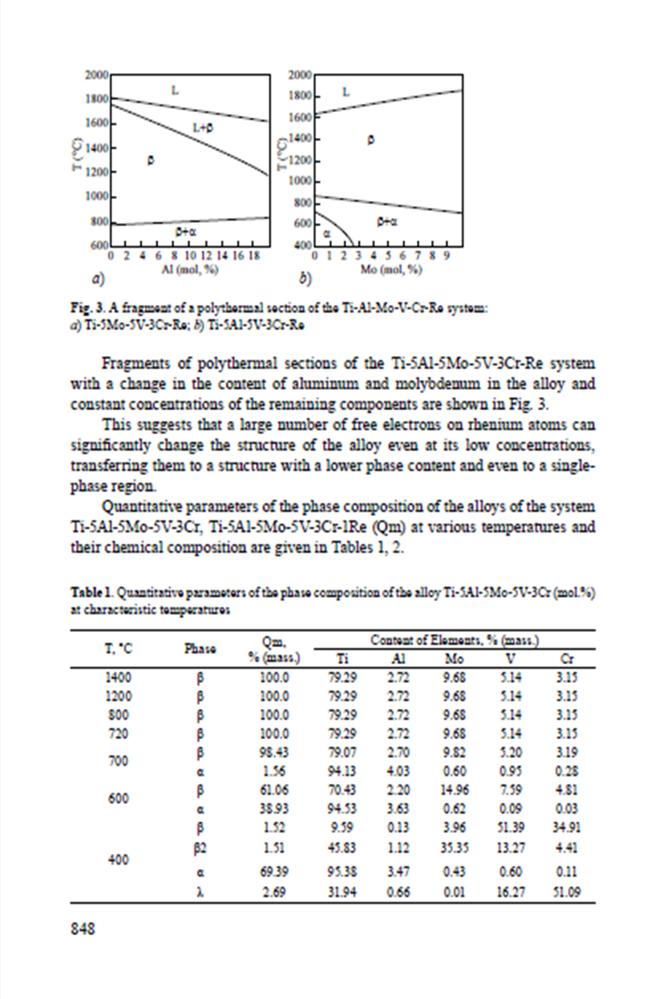 2000
1800
1600
1400
1200
1000
800
600
T (°C)
L
L+β
β
β+α
0 2 4 6 8 10 12 14 16 18
Al (mol, %)
a)
2000
1800
1600
1400
1200
1000
800
600
400
T (°C)
L
β
β+α
α
0 1 2 3 4 5 6 7 8 9
Mo (mol, %)
b)
Fig. 3. A fragment of a polythermal section of the Ti-Al-Mo-V-Cr-Re system:
a) Ti-5Mo-5V-3Cr-Re; b) Ti-5Al-5V-3Cr-Re
Fragments of polythermal sections of the Ti-5Al-5Mo-5V-3Cr-Re system
with a change in the content of aluminum and molybdenum in the alloy and
constant concentrations of the remaining components are shown in Fig. 3.
This suggests that a large number of free electrons on rhenium atoms can
significantly change the structure of the alloy even at its low concentrations,
transferring them to a structure with a lower phase content and even to a single-
phase region.
Quantitative parameters of the phase composition of the alloys of the system
Ti-5Al-5Mo-5V-3Cr, Ti-5Al-5Mo-5V-3Cr-1Re (Qm) at various temperatures and
their chemical composition are given in Tables 1, 2.
Table 1. Quantitative parameters of the phase composition of the alloy Ti-5Al-5Mo-5V-3Cr (mol.%)
at characteristic temperatures
T, °C Phase Qm, % (mass.) Content of Elements, % (mass.)
Ti Al Mo V Cr
1400 β 100.0 79.29 2.72 9.68 5.14 3.15
1200 β 100.0 79.29 2.72 9.68 5.14 3.15
800 β 100.0 79.29 2.72 9.68 5.14 3.15
720 β 100.0 79.29 2.72 9.68 5.14 3.15
700 β 98.43 79.07 2.70 9.82 5.20 3.19
α 1.56 94.13 4.03 0.60 0.95 0.28
600 β 61.06 70.43 2.20 14.96 7.59 4.81
α 38.93 94.53 3.63 0.62 0.09 0.03
400 β 1.52 9.59 0.13 3.96 51.39 34.91
β2 1.51 45.83 1.12 35.35 13.27 4.41
α 69.39 95.38 3.47 0.43 0.60 0.11
λ 2.69 31.94 0.66 0.01 16.27 51.09
848